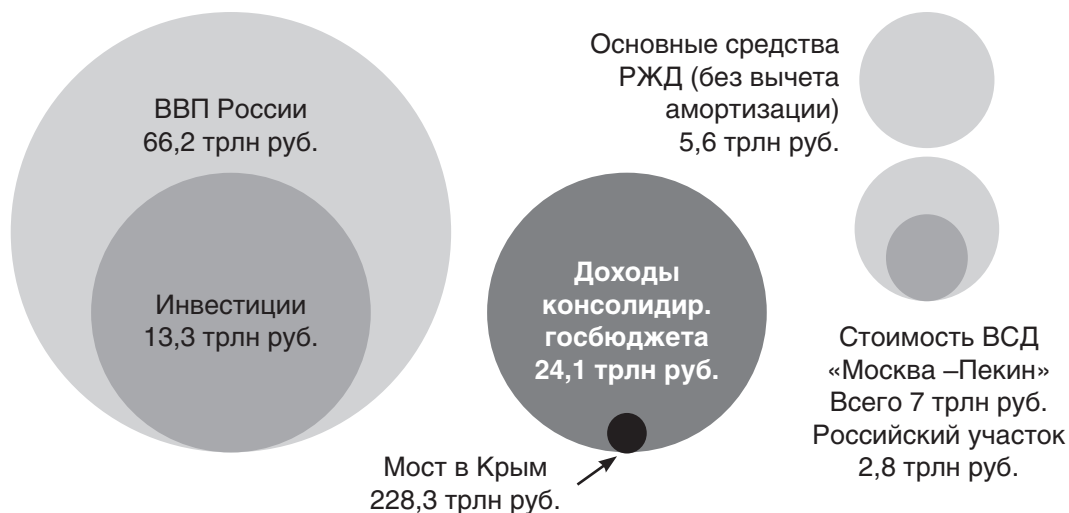 ВВП России
66,2 трлн руб.
Инвестиции
13,3 трлн руб.
Доходы
консолидир.
госбюджета
24,1 трлн руб.
Мост в Крым
228,3 трлн руб.
Основные средства
РЖД (без вычета
амортизации)
5,6 трлн руб.
Стоимость ВСД
«Москва –Пекин»
Всего 7 трлн руб.
Российский участок
2,8 трлн руб.